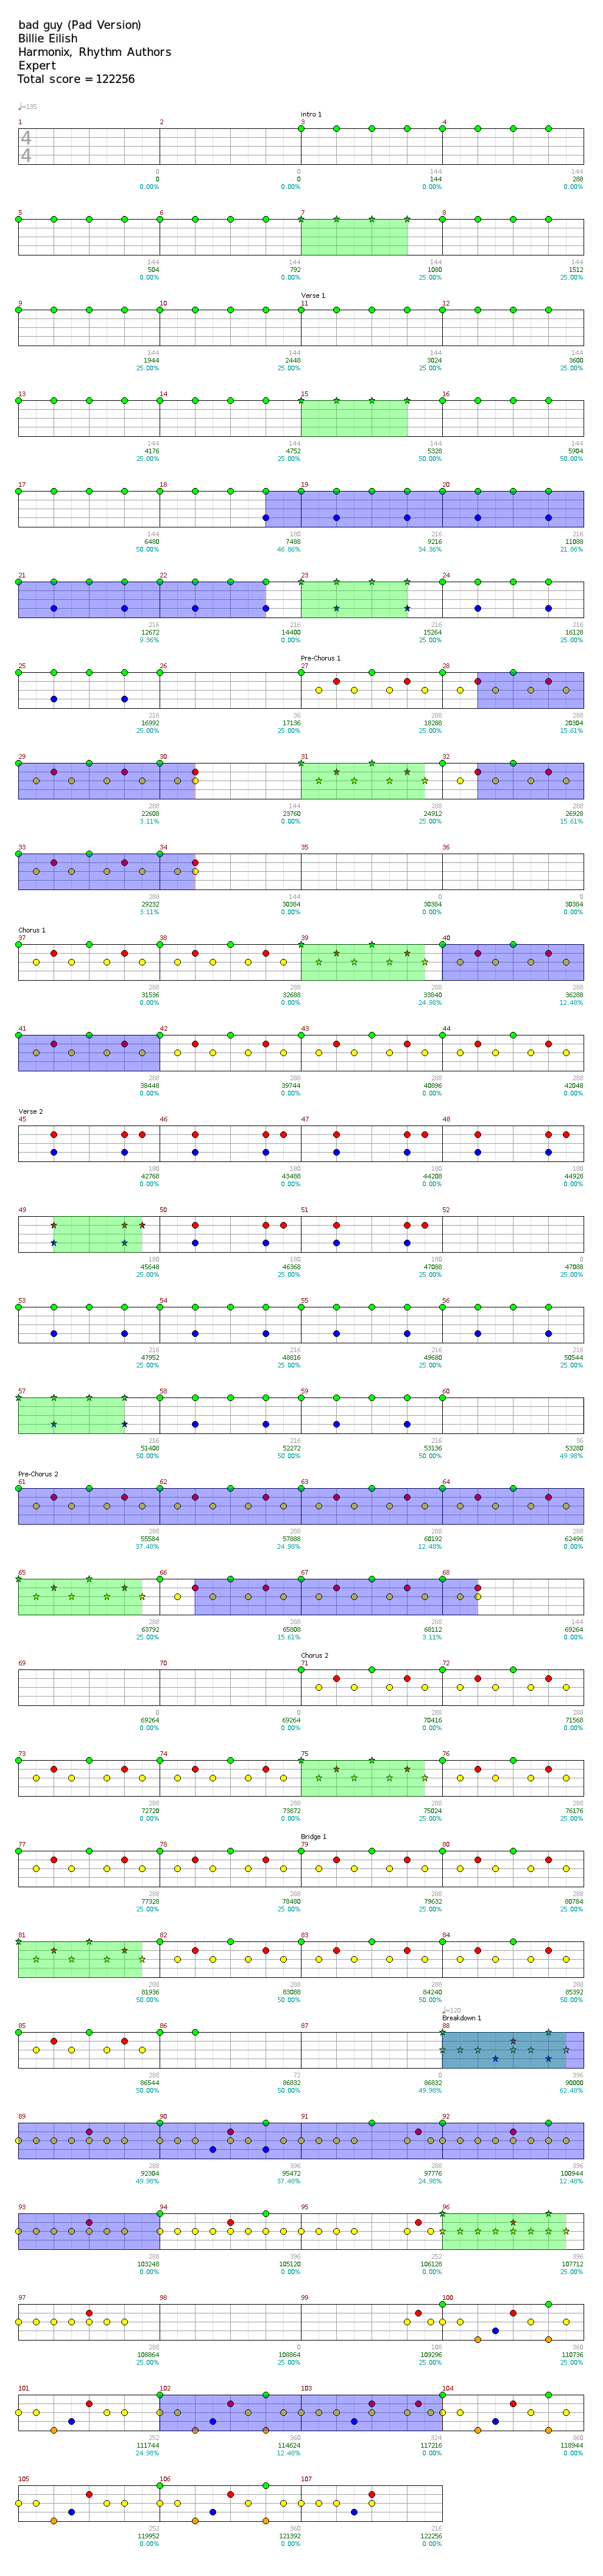 bad guy (Pad Version)
Billie Eilish
Harmonix, Rhythm Authors
Expert
Total score = 122256
♩=135
intro 1
1 2 3 4
4
4
0 0 144 144
0 0 144 288
0.00% 0.00% 0.00% 0.00%
5 6 7 8
144 144 144 144
504 792 1080 1512
0.00% 0.00% 25.00% 25.00%
Verse 1
9 10 11 12
144 144 144 144
1944 2448 3024 3600
25.00% 25.00% 25.00% 25.00%
13 14 15 16
144 144 144 144
4176 4752 5328 5904
25.00% 25.00% 50.00% 50.00%
17 18 19 20
144 180 216 216
6480 7488 9216 11088
50.00% 46.86% 34.36% 21.86%
21 22 23 24
216 216 216 216
12672 14400 15264 16128
9.36% 0.00% 25.00% 25.00%
Pre-Chorus 1
25 26 27 28
216 36 288 288
16992 17136 18288 20304
25.00% 25.00% 25.00% 15.61%
29 30 31 32
288 144 288 288
22608 23760 24912 26928
3.11% 0.00% 25.00% 15.61%
33 34 35 36
288 144 0 0
29232 30384 30384 30384
3.11% 0.00% 0.00% 0.00%
Chorus 1
37 38 39 40
288 288 288 288
31536 32688 33840 36288
0.00% 0.00% 24.98% 12.48%
41 42 43 44
288 288 288 288
38448 39744 40896 42048
0.00% 0.00% 0.00% 0.00%
Verse 2
45 46 47 48
180 180 180 180
42768 43488 44208 44928
0.00% 0.00% 0.00% 0.00%
49 50 51 52
180 180 180 0
45648 46368 47088 47088
25.00% 25.00% 25.00% 25.00%
53 54 55 56
216 216 216 216
47952 48816 49680 50544
25.00% 25.00% 25.00% 25.00%
57 58 59 60
216 216 216 36
51408 52272 53136 53280
50.00% 50.00% 50.00% 49.98%
Pre-Chorus 2
61 62 63 64
288 288 288 288
55584 57888 60192 62496
37.48% 24.98% 12.48% 0.00%
65 66 67 68
288 288 288 144
63792 65808 68112 69264
25.00% 15.61% 3.11% 0.00%
Chorus 2
69 70 71 72
0 0 288 288
69264 69264 70416 71568
0.00% 0.00% 0.00% 0.00%
73 74 75 76
288 288 288 288
72720 73872 75024 76176
0.00% 0.00% 25.00% 25.00%
Bridge 1
77 78 79 80
288 288 288 288
77328 78480 79632 80784
25.00% 25.00% 25.00% 25.00%
81 82 83 84
288 288 288 288
81936 83088 84240 85392
50.00% 50.00% 50.00% 50.00%
♩=120
Breakdown 1
85 86 87 88
288 72 0 396
86544 86832 86832 90000
50.00% 50.00% 49.98% 62.48%
89 90 91 92
288 396 288 396
92304 95472 97776 100944
49.98% 37.48% 24.98% 12.48%
93 94 95 96
288 396 252 396
103248 105120 106128 107712
0.00% 0.00% 0.00% 25.00%
97 98 99 100
288 0 108 360
108864 108864 109296 110736
25.00% 25.00% 25.00% 25.00%
101 102 103 104
252 360 324 360
111744 114624 117216 118944
24.98% 12.48% 0.00% 0.00%
105 106 107
252 360 216
119952 121392 122256
0.00% 0.00% 0.00%